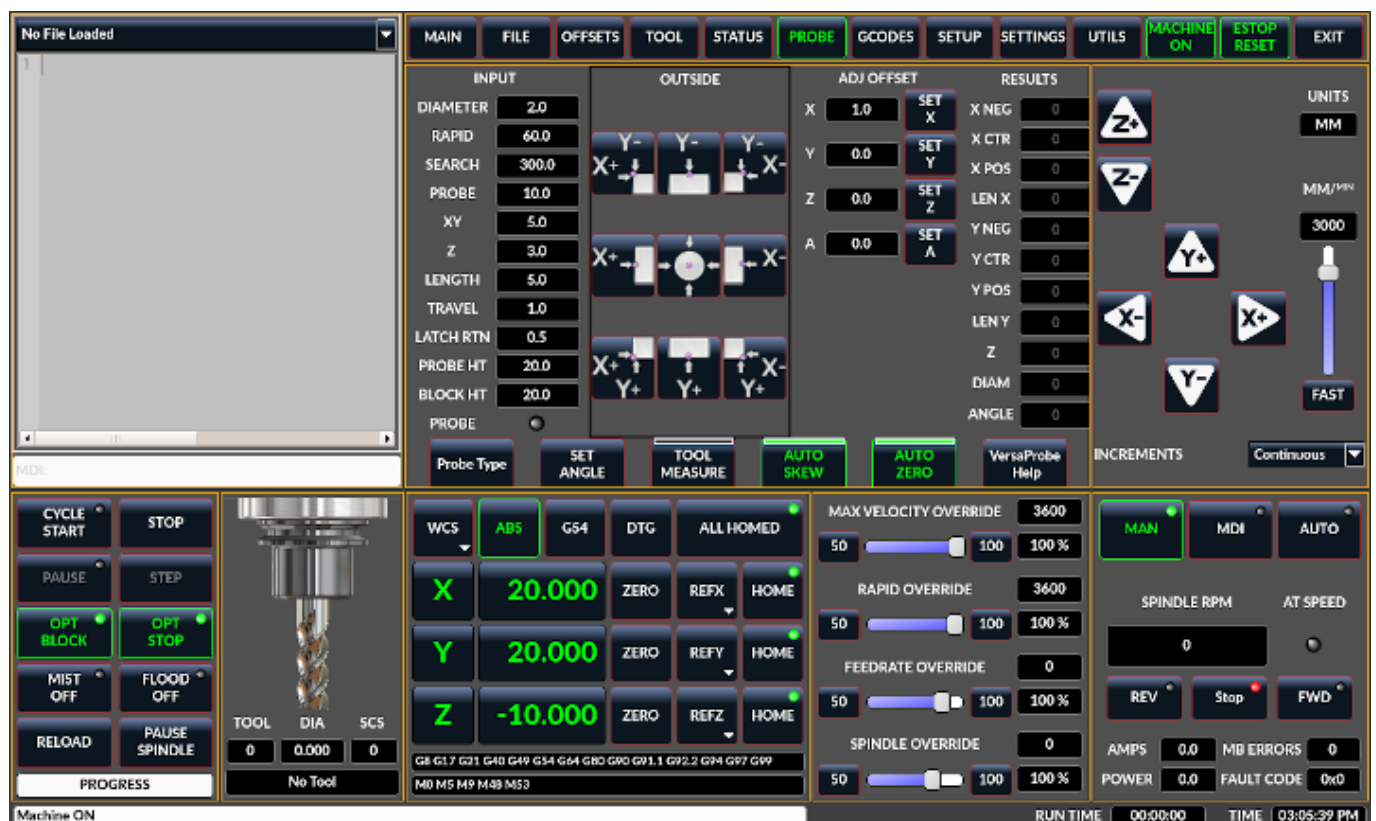 No File Loaded
1
MDI:
MAIN FILE OFFSETS TOOL STATUS PROBE GCODES SETUP SETTINGS UTILS MACHINE ON ESTOP RESET EXIT
INPUT
DIAMETER 2.0
RAPID 60.0
SEARCH 300.0
PROBE 10.0
XY 5.0
Z 3.0
LENGTH 5.0
TRAVEL 1.0
LATCH RTN 0.5
PROBE HT 20.0
BLOCK HT 20.0
PROBE
OUTSIDE
Y- Y- Y-
X+ X-
X+ X-
X+ X-
Y+ Y+ Y+
ADJ OFFSET
X 1.0 SET X
Y 0.0 SET Y
Z 0.0 SET Z
A 0.0 SET A
RESULTS
X NEG 0
X CTR 0
X POS 0
LEN X 0
Y NEG 0
Y CTR 0
Y POS 0
LEN Y 0
Z 0
DIAM 0
ANGLE 0
Probe Type SET ANGLE TOOL MEASURE AUTO SKEW AUTO ZERO VersaProbe Help
Z+
Z-
Y+
X- X+
Y-
UNITS
MM
MM/MIN
3000
FAST
INCREMENTS Continuous
CYCLE START STOP
PAUSE STEP
OPT BLOCK OPT STOP
MIST OFF FLOOD OFF
RELOAD PAUSE SPINDLE
PROGRESS
TOOL DIA SCS
0 0.000 0
No Tool
WCS ABS G54 DTG ALL HOMED
X 20.000 ZERO REFX HOME
Y 20.000 ZERO REFY HOME
Z -10.000 ZERO REFZ HOME
G8 G17 G21 G40 G49 G54 G64 G80 G90 G91.1 G92.2 G94 G97 G99
M0 M5 M9 M48 M53
MAX VELOCITY OVERRIDE 3600
50 100 100 %
RAPID OVERRIDE 3600
50 100 100 %
FEEDRATE OVERRIDE 0
50 100 100 %
SPINDLE OVERRIDE 0
50 100 100 %
MAN MDI AUTO
SPINDLE RPM AT SPEED
0
REV Stop FWD
AMPS 0.0 MB ERRORS 0
POWER 0.0 FAULT CODE 0x0
Machine ON
RUN TIME 00:00:00 TIME 03:05:39 PM